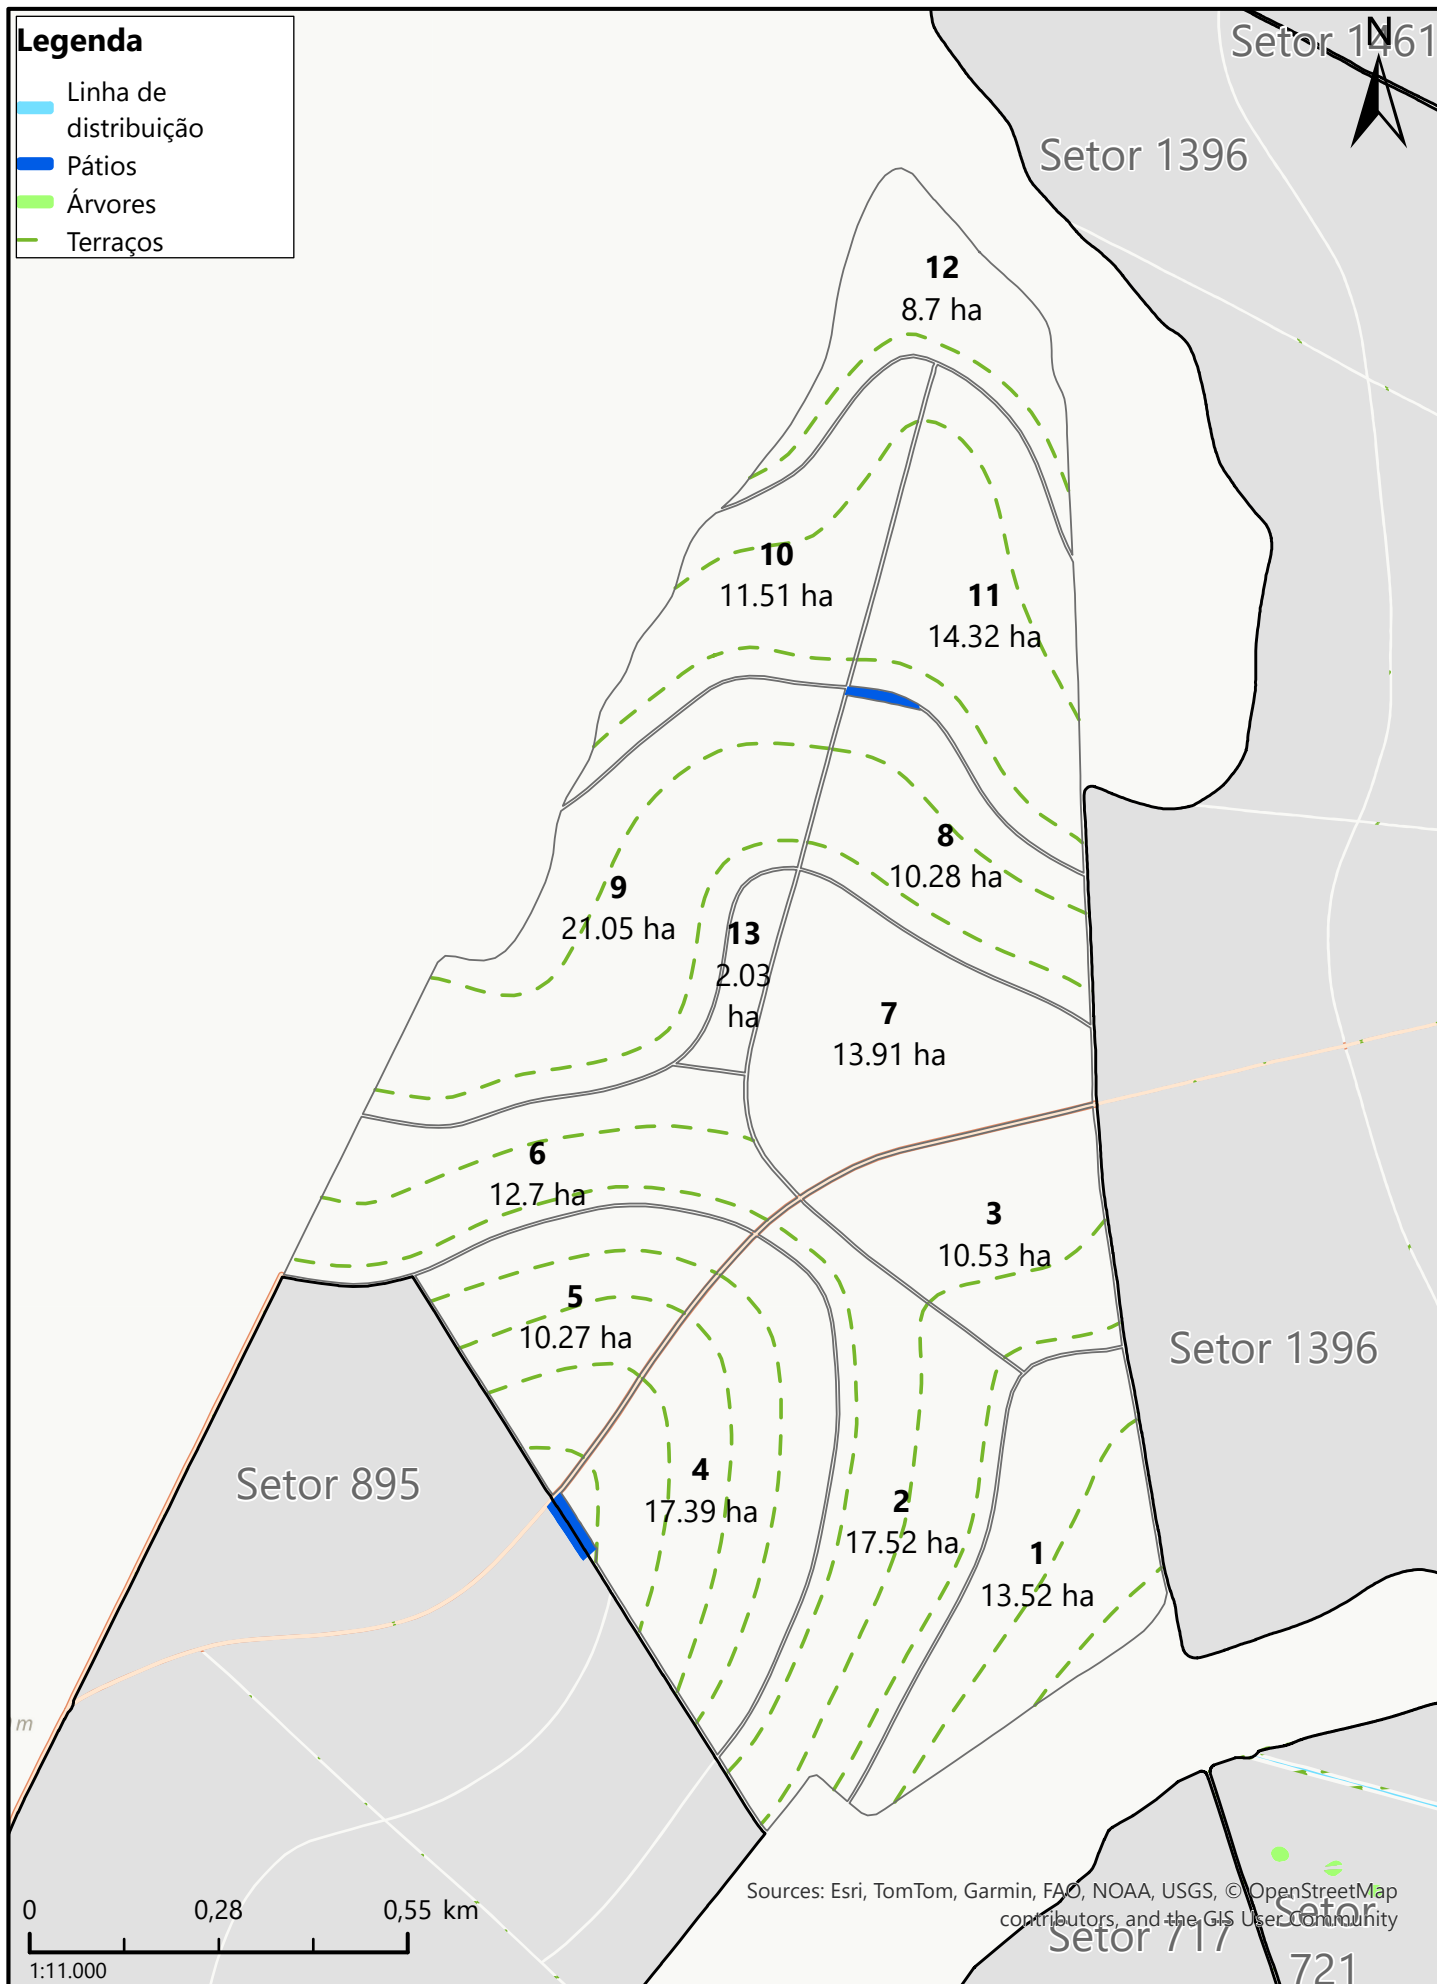 Legenda
Linha de
distribuição
Pátios
Árvores
Terraços
N
Setor 1461
Setor 1396
12
8.7 ha
10
11.51 ha
11
14.32 ha
8
10.28 ha
9
21.05 ha
13
2.03
ha
7
13.91 ha
6
12.7 ha
3
10.53 ha
5
10.27 ha
Setor 1396
4
17.39 ha
Setor 895
2
17.52 ha
1
13.52 ha
m
Sources: Esri, TomTom, Garmin, FAO, NOAA, USGS, © OpenStreetMap
contributors, and the GIS User Community
Setor 717
Setor
721
0 0,28 0,55 km
1:11.000